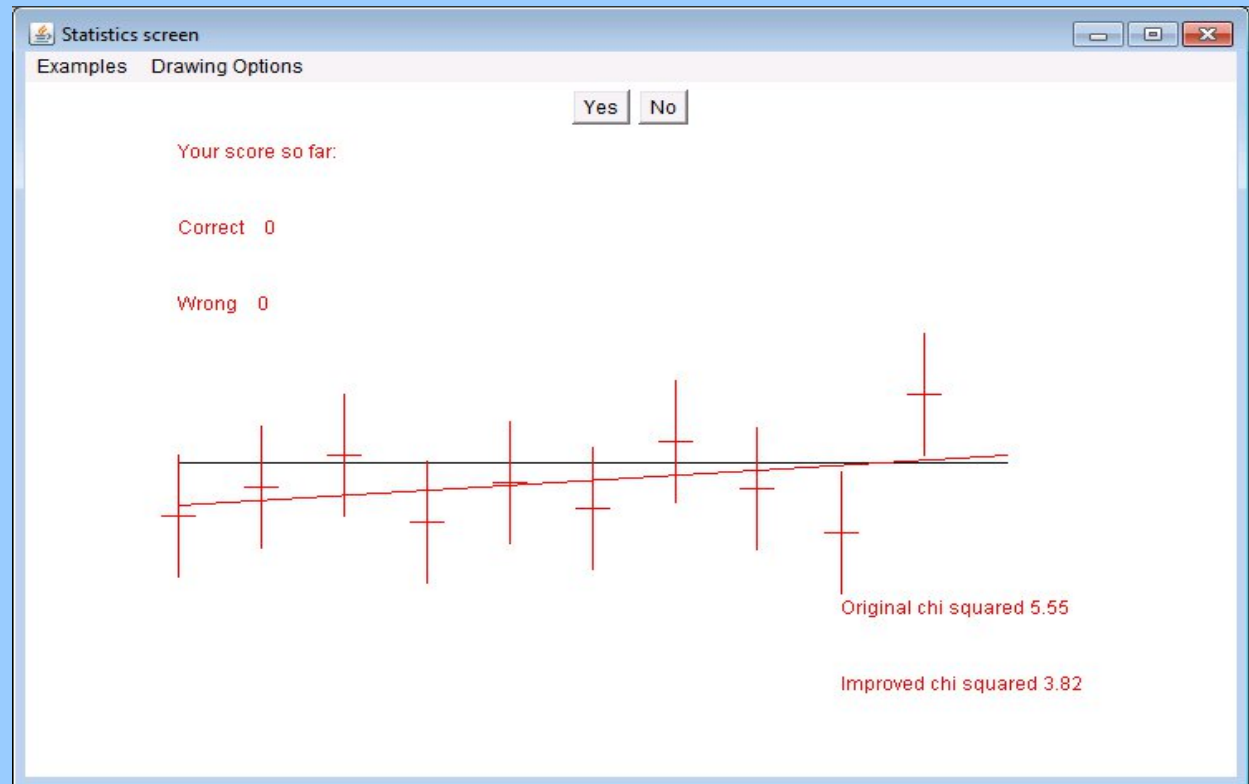 Statistics screen
Examples Drawing Options
Yes No
Your score so far:
Correct 0
Wrong 0
Original chi squared 5.55
Improved chi squared 3.82